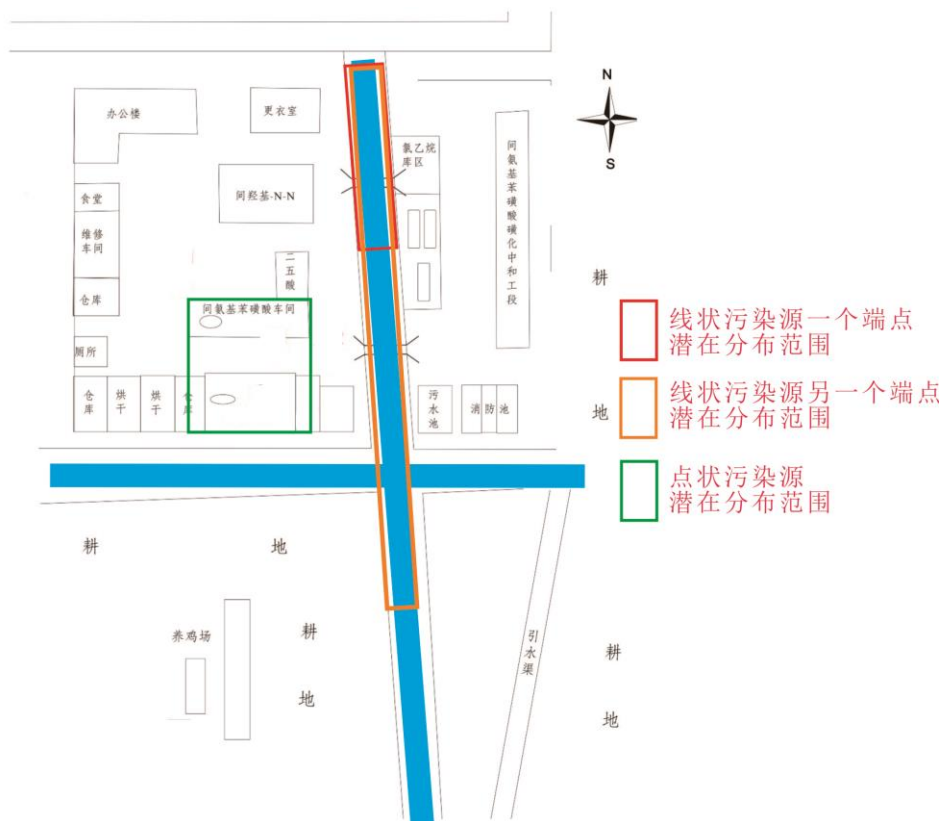 办公楼
更衣室
N
S
氯乙烷
库区
间氨基苯磺酸磺化中和工段
间羟基-N-N
食堂
维修
车间
二五酸
仓库
间氨基苯磺酸车间
厕所
仓库
烘干
烘干
仓库
污水池
消防池
耕
地
线状污染源一个端点
潜在分布范围
线状污染源另一个端点
潜在分布范围
点状污染源
潜在分布范围
耕
地
养鸡场
耕
地
引水渠
耕
地